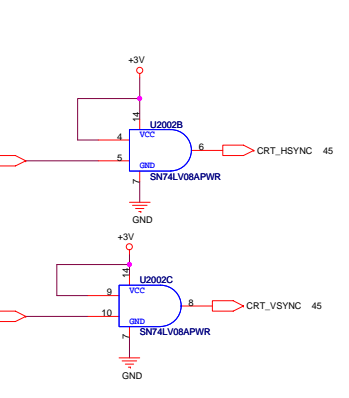 +3V
14
U2002B
VCC
4
6
CRT_HSYNC 45
5
GND
SN74LV08APWR
7
GND
+3V
14
U2002C
VCC
9
8
CRT_VSYNC 45
10
GND
SN74LV08APWR
7
GND